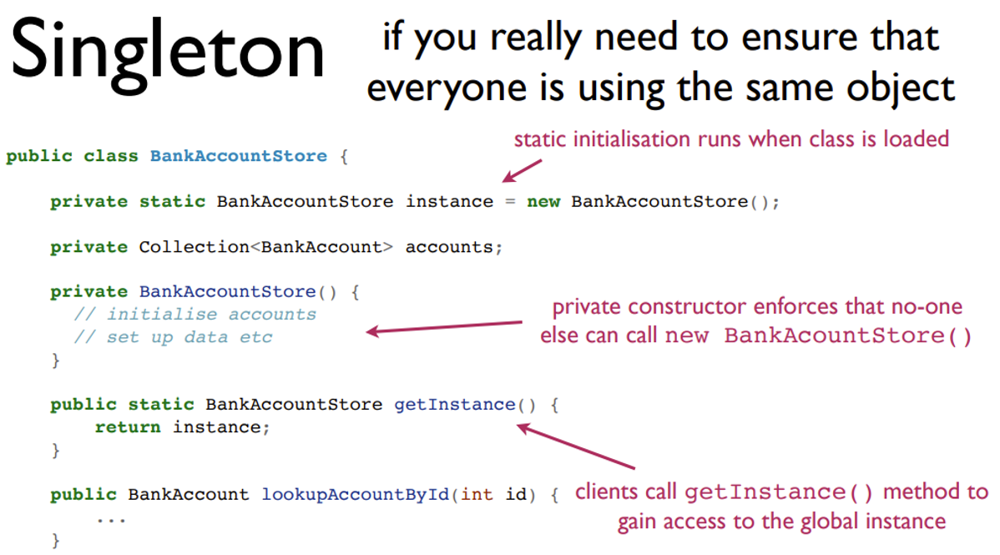 Singleton
if you really need to ensure that
everyone is using the same object
static initialisation runs when class is loaded
public class BankAccountStore {
private static BankAccountStore instance = new BankAccountStore();
private Collection<BankAccount> accounts;
private BankAccountStore() {
// initialise accounts
// set up data etc
}
private constructor enforces that no-one
else can call new BankAcountStore()
public static BankAccountStore getInstance() {
return instance;
}
public BankAccount lookupAccountById(int id) {
...
}
clients call getInstance() method to
gain access to the global instance